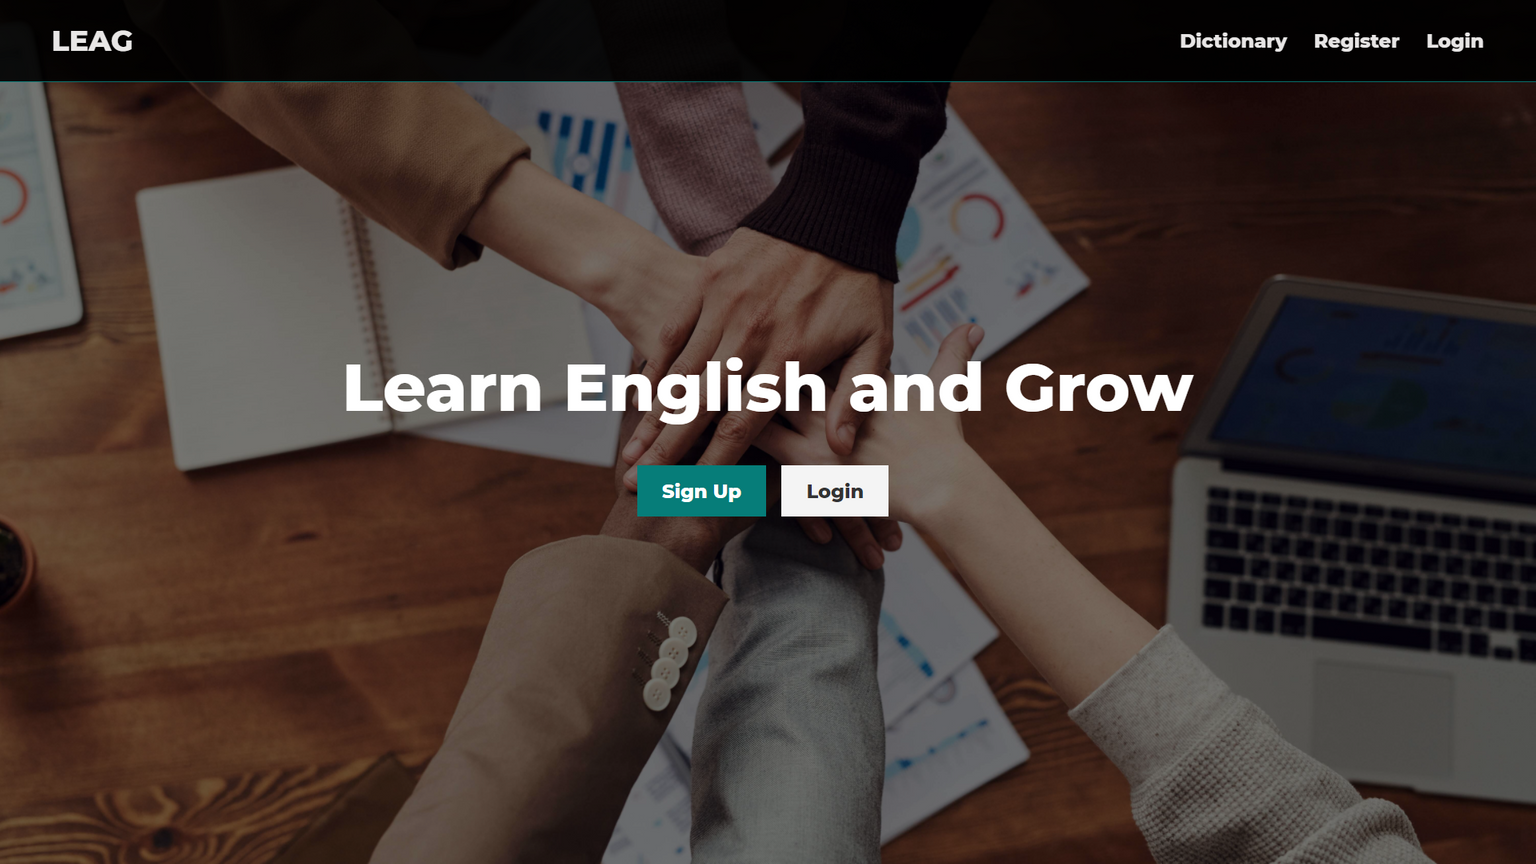 LEAG
Dictionary Register Login
Learn English and Grow
Sign Up Login